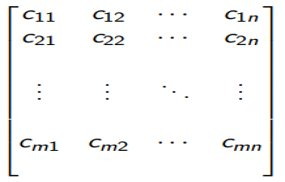 c₁₁ c₁₂ ⋯ c₁ₙ
c₂₁ c₂₂ ⋯ c₂ₙ
⋮ ⋮ ⋱ ⋮
cₘ₁ cₘ₂ ⋯ cₘₙ